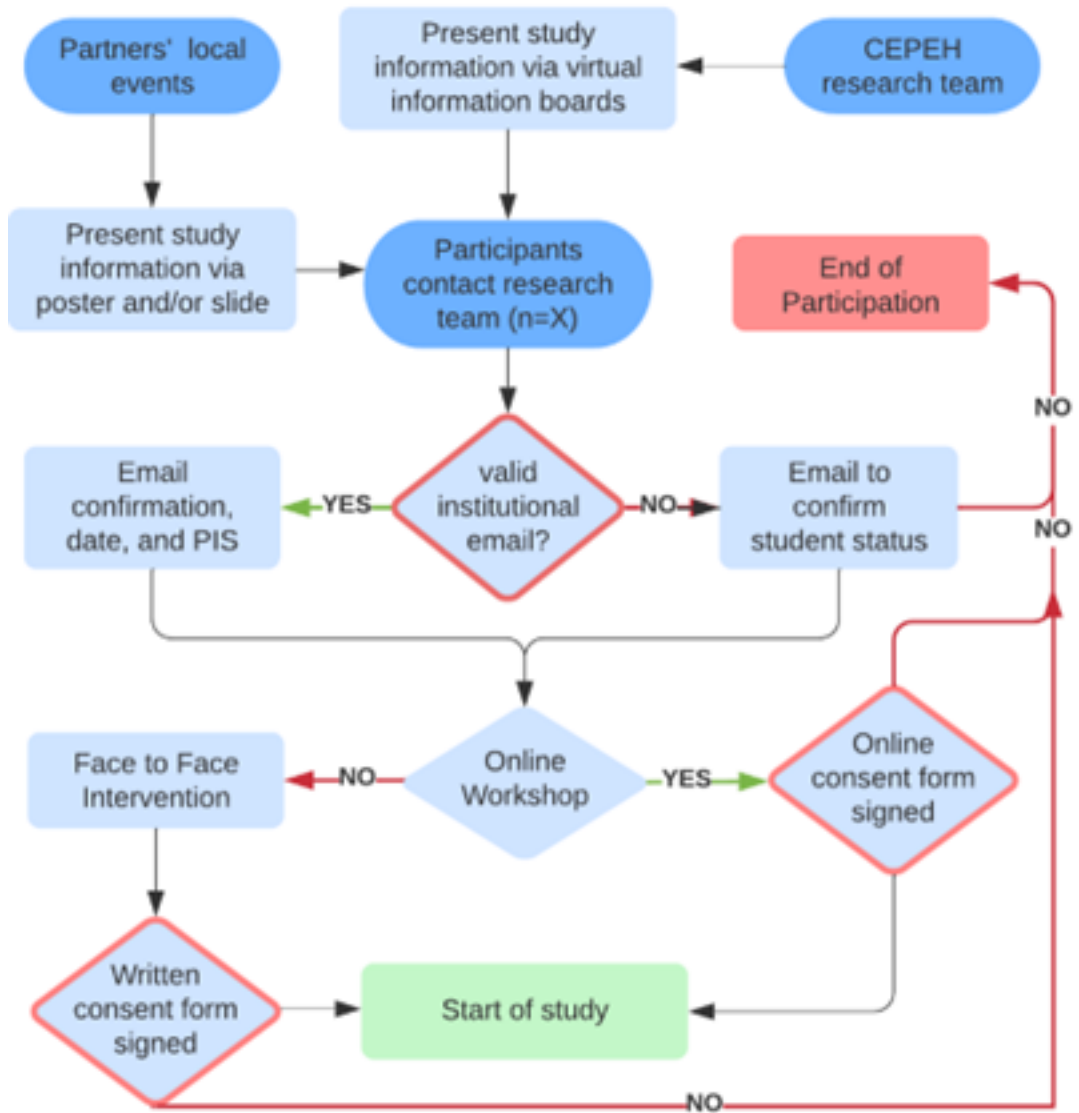 Partners' local
events
Present study
information via virtual
information boards
CEPEH
research team
Present study
information via
poster and/or slide
Participants
contact research
team (n=X)
End of
Participation
NO
Email
confirmation,
date, and PIS
YES
valid
institutional
email?
NO
Email to
confirm
student status
NO
Face to Face
Intervention
NO
Online
Workshop
YES
Online
consent form
signed
Written
consent form
signed
Start of study
NO